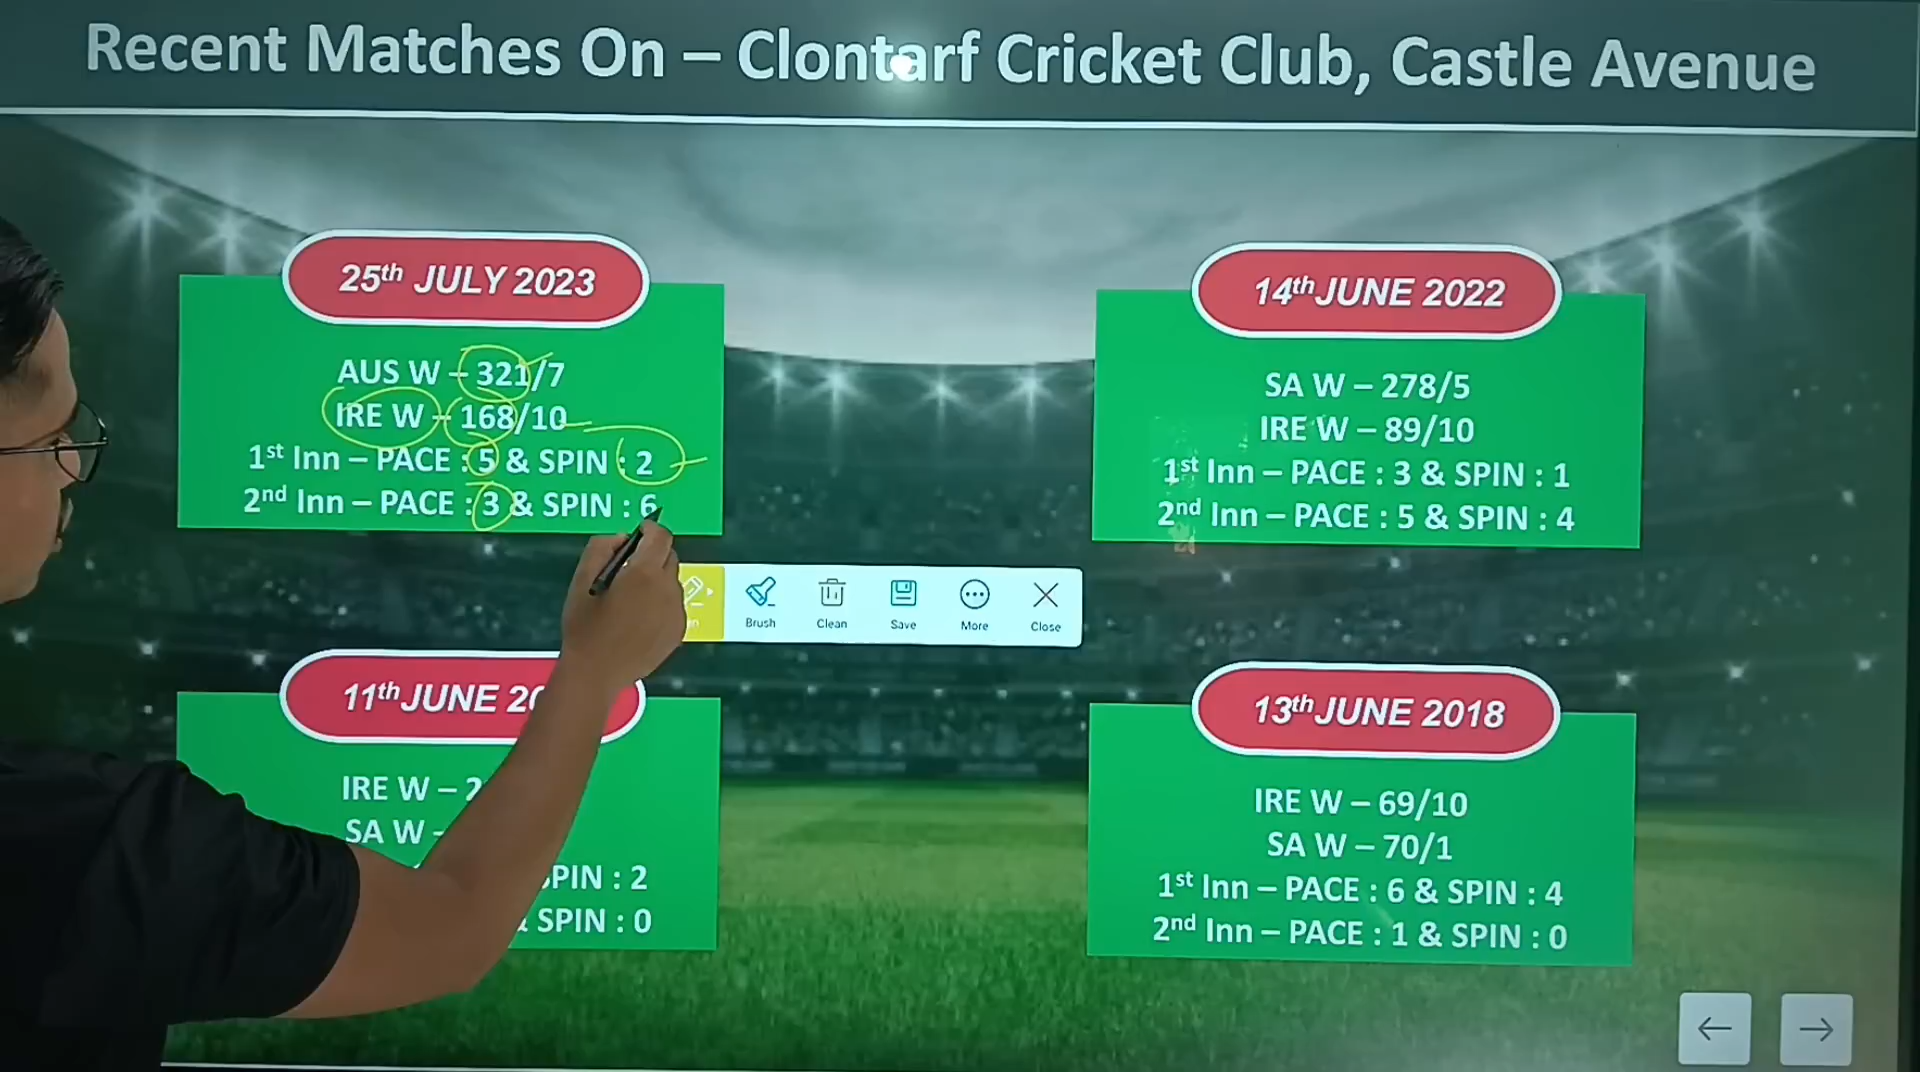 Recent Matches On – Clontarf Cricket Club, Castle Avenue
25th JULY 2023
AUS W – 321/7
IRE W – 168/10
1st Inn – PACE : 5 & SPIN : 2
2nd Inn – PACE : 3 & SPIN : 6
14th JUNE 2022
SA W – 278/5
IRE W – 89/10
1st Inn – PACE : 3 & SPIN : 1
2nd Inn – PACE : 5 & SPIN : 4
Brush
Clean
Save
More
Close
11th JUNE
IRE W –
SA W –
SPIN : 2
& SPIN : 0
13th JUNE 2018
IRE W – 69/10
SA W – 70/1
1st Inn – PACE : 6 & SPIN : 4
2nd Inn – PACE : 1 & SPIN : 0